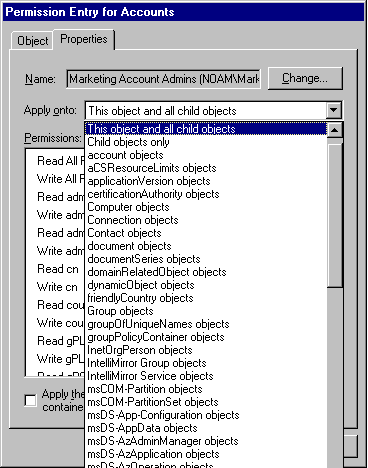 Permission Entry for Accounts
Object
Properties
Name:
Marketing Account Admins (NOAM\Mark
Change...
Apply onto:
This object and all child objects
Permissions:
This object and all child objects
Child objects only
account objects
aCSResourceLimits objects
applicationVersion objects
certificationAuthority objects
Computer objects
Connection objects
Contact objects
document objects
documentSeries objects
domainRelatedObject objects
dynamicObject objects
friendlyCountry objects
Group objects
groupOfUniqueNames objects
groupPolicyContainer objects
InetOrgPerson objects
IntelliMirror Group objects
IntelliMirror Service objects
msCOM-Partition objects
msCOM-PartitionSet objects
msDS-App-Configuration objects
msDS-AppData objects
msDS-AzAdminManager objects
msDS-AzApplication objects
msDS-AzOperation objects
Read All
Write All
Read adm
Write adm
Read adm
Write adm
Read cn
Write cn
Read cou
Write cou
Read gPL
Write gPL
Apply the
container